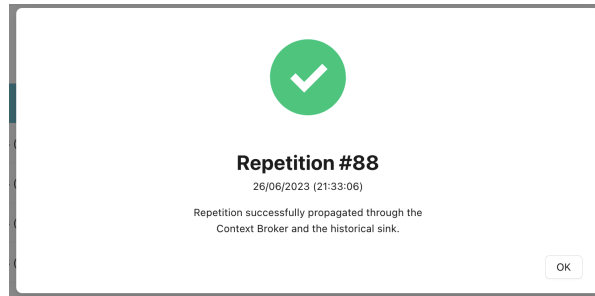 Repetition #88
26/06/2023 (21:33:06)
Repetition successfully propagated through the
Context Broker and the historical sink.
OK